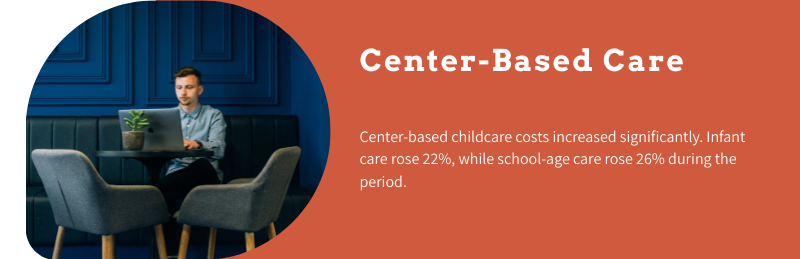 Center-Based Care
Center-based childcare costs increased significantly. Infant
care rose 22%, while school-age care rose 26% during the
period.